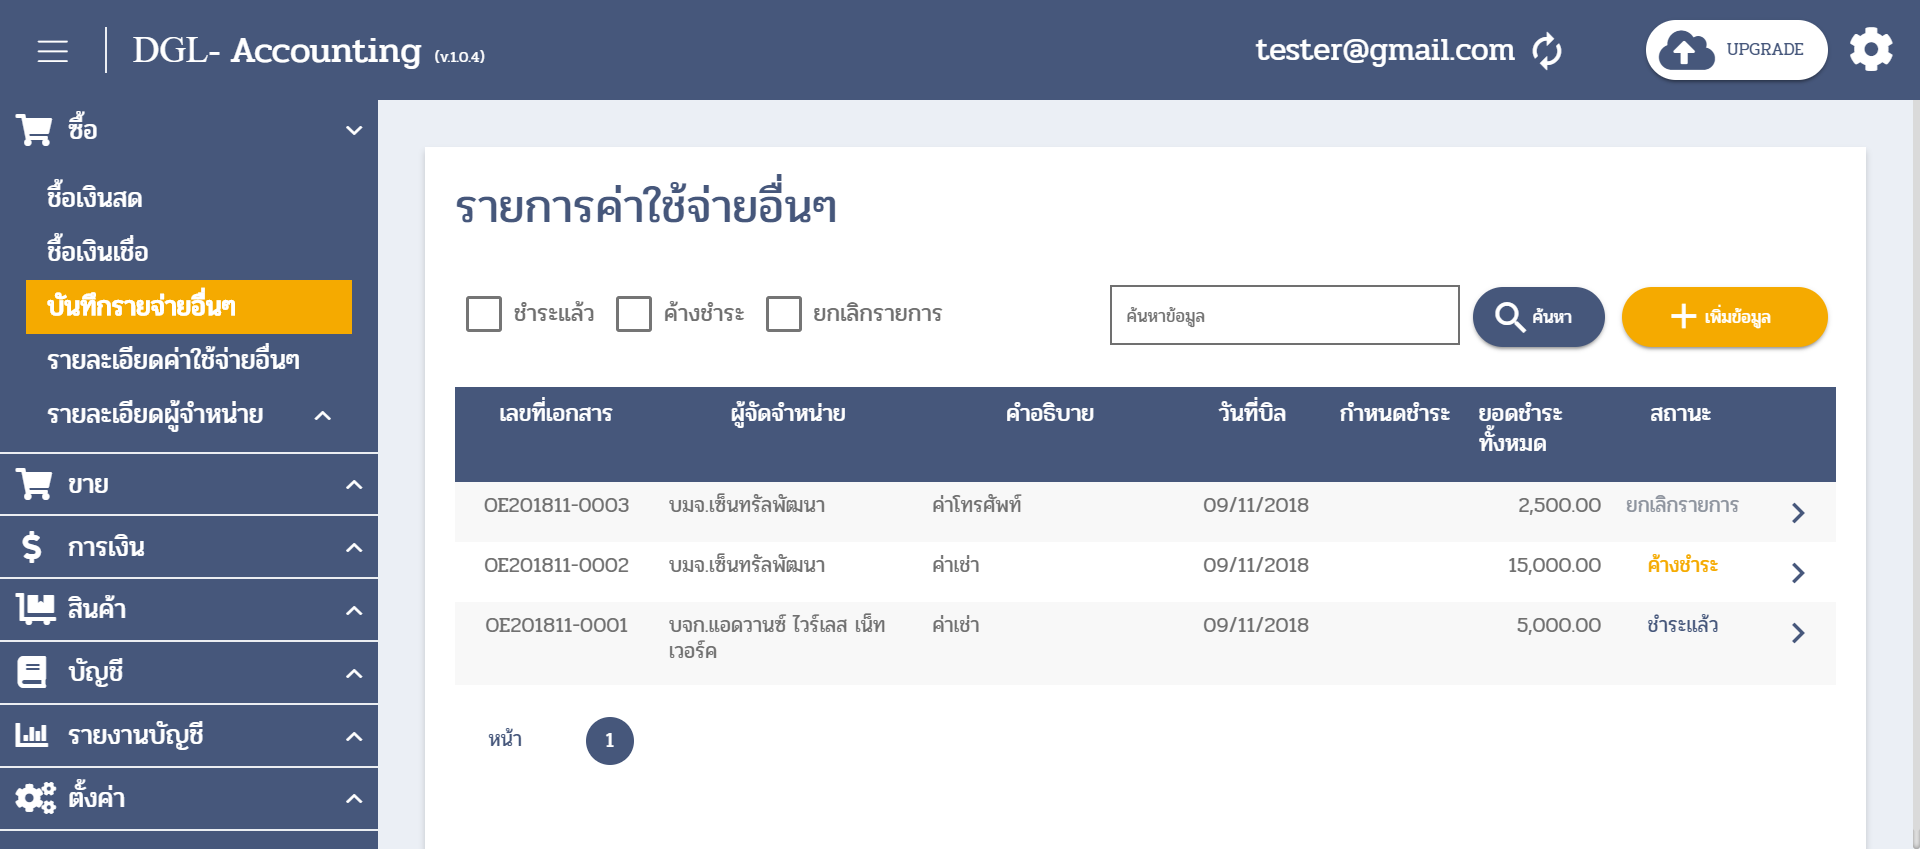 DGL- Accounting (v.1.0.4)
tester@gmail.com
UPGRADE
ซื้อ
ซื้อเงินสด
ซื้อเงินเชื่อ
บันทึกรายจ่ายอื่นๆ
รายละเอียดค่าใช้จ่ายอื่นๆ
รายละเอียดผู้จำหน่าย
ขาย
การเงิน
สินค้า
บัญชี
รายงานบัญชี
ตั้งค่า
รายการค่าใช้จ่ายอื่นๆ
ชำระแล้ว ค้างชำระ ยกเลิกรายการ
ค้นหาข้อมูล
ค้นหา
เพิ่มข้อมูล
เลขที่เอกสาร ผู้จัดจำหน่าย คำอธิบาย วันที่บิล กำหนดชำระ ยอดชำระ สถานะ
ทั้งหมด
OE201811-0003 บมจ.เซ็นทรัลพัฒนา ค่าโทรศัพท์ 09/11/2018 2,500.00 ยกเลิกรายการ
OE201811-0002 บมจ.เซ็นทรัลพัฒนา ค่าเช่า 09/11/2018 15,000.00 ค้างชำระ
OE201811-0001 บจก.แอดวานซ์ ไวร์เลส เน็ท ค่าเช่า 09/11/2018 5,000.00 ชำระแล้ว
เวอร์ค
หน้า 1